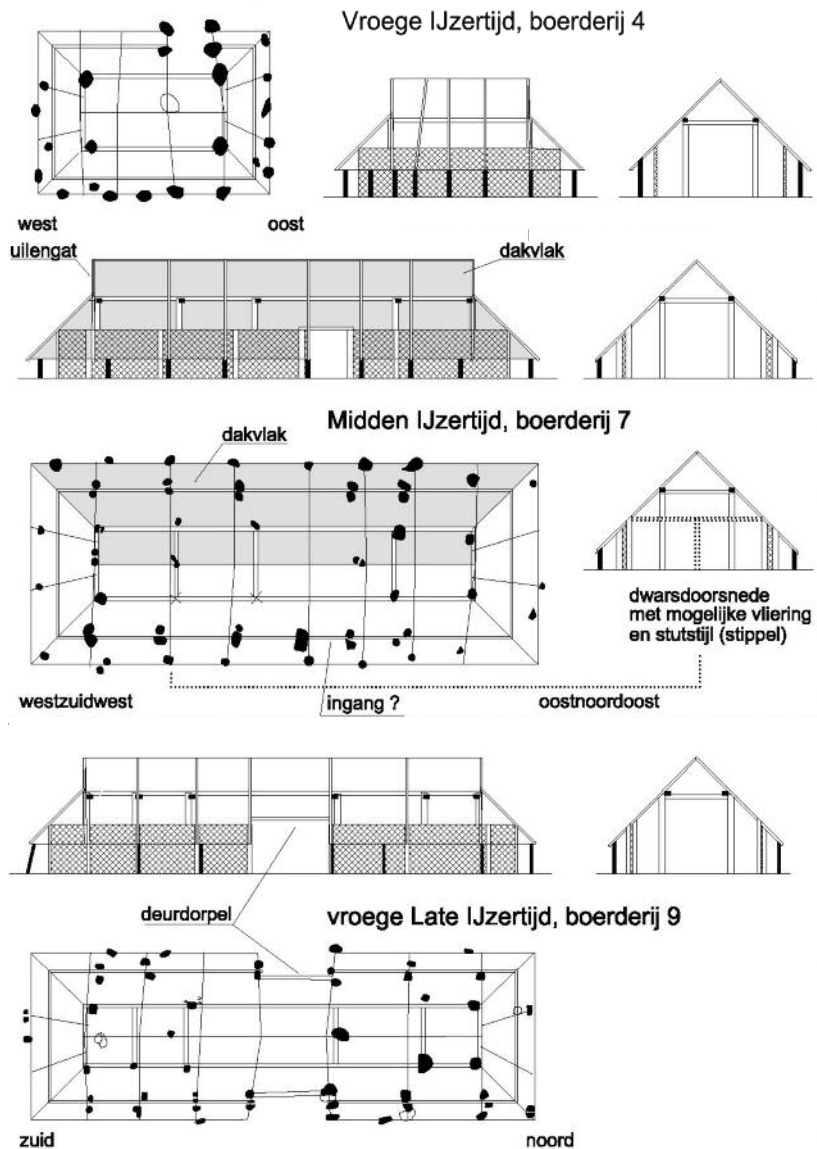 Vroege IJzertijd, boerderij 4
west oost
uilengat dakvlak
Midden IJzertijd, boerderij 7
dakvlak
dwarsdoorsnede
met mogelijke vliering
en stutstijl (stippel)
westzuidwest ingang ? oostnoordoost
deurdorpel
vroege Late IJzertijd, boerderij 9
zuid noord